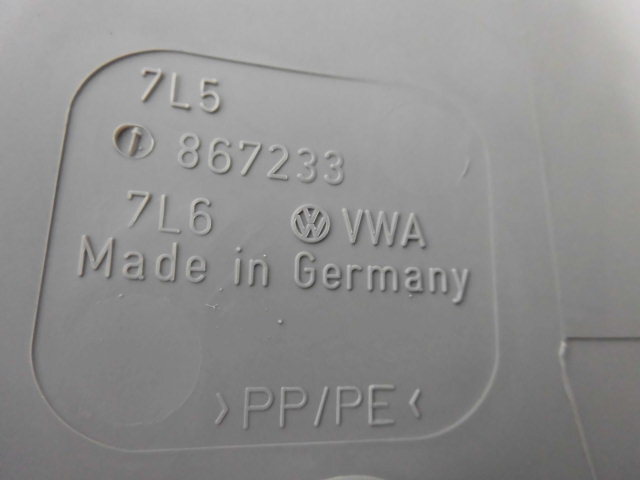 7L5
867233
7L6 VWA
Made in Germany
>PP/PE<